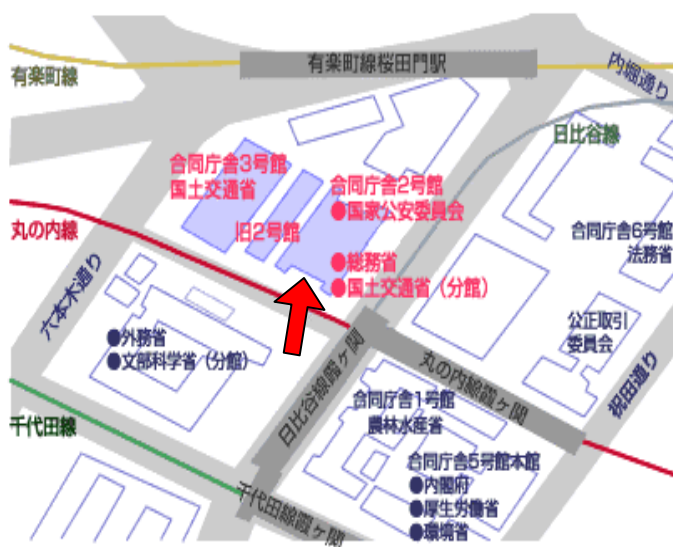 有楽町線桜田門駅
有楽町線
内堀通り
日比谷線
合同庁舎3号館
国土交通省
合同庁舎2号館
●国家公安委員会
旧2号館
●総務省
●国土交通省（分館）
丸の内線
合同庁舎6号館
法務省
六本木通り
●外務省
●文部科学省（分館）
公正取引
委員会
日比谷線霞ヶ関
丸の内線霞ヶ関
祝田通り
合同庁舎1号館
農林水産省
千代田線
合同庁舎5号館本館
●内閣府
●厚生労働省
●環境省
千代田線霞ヶ関